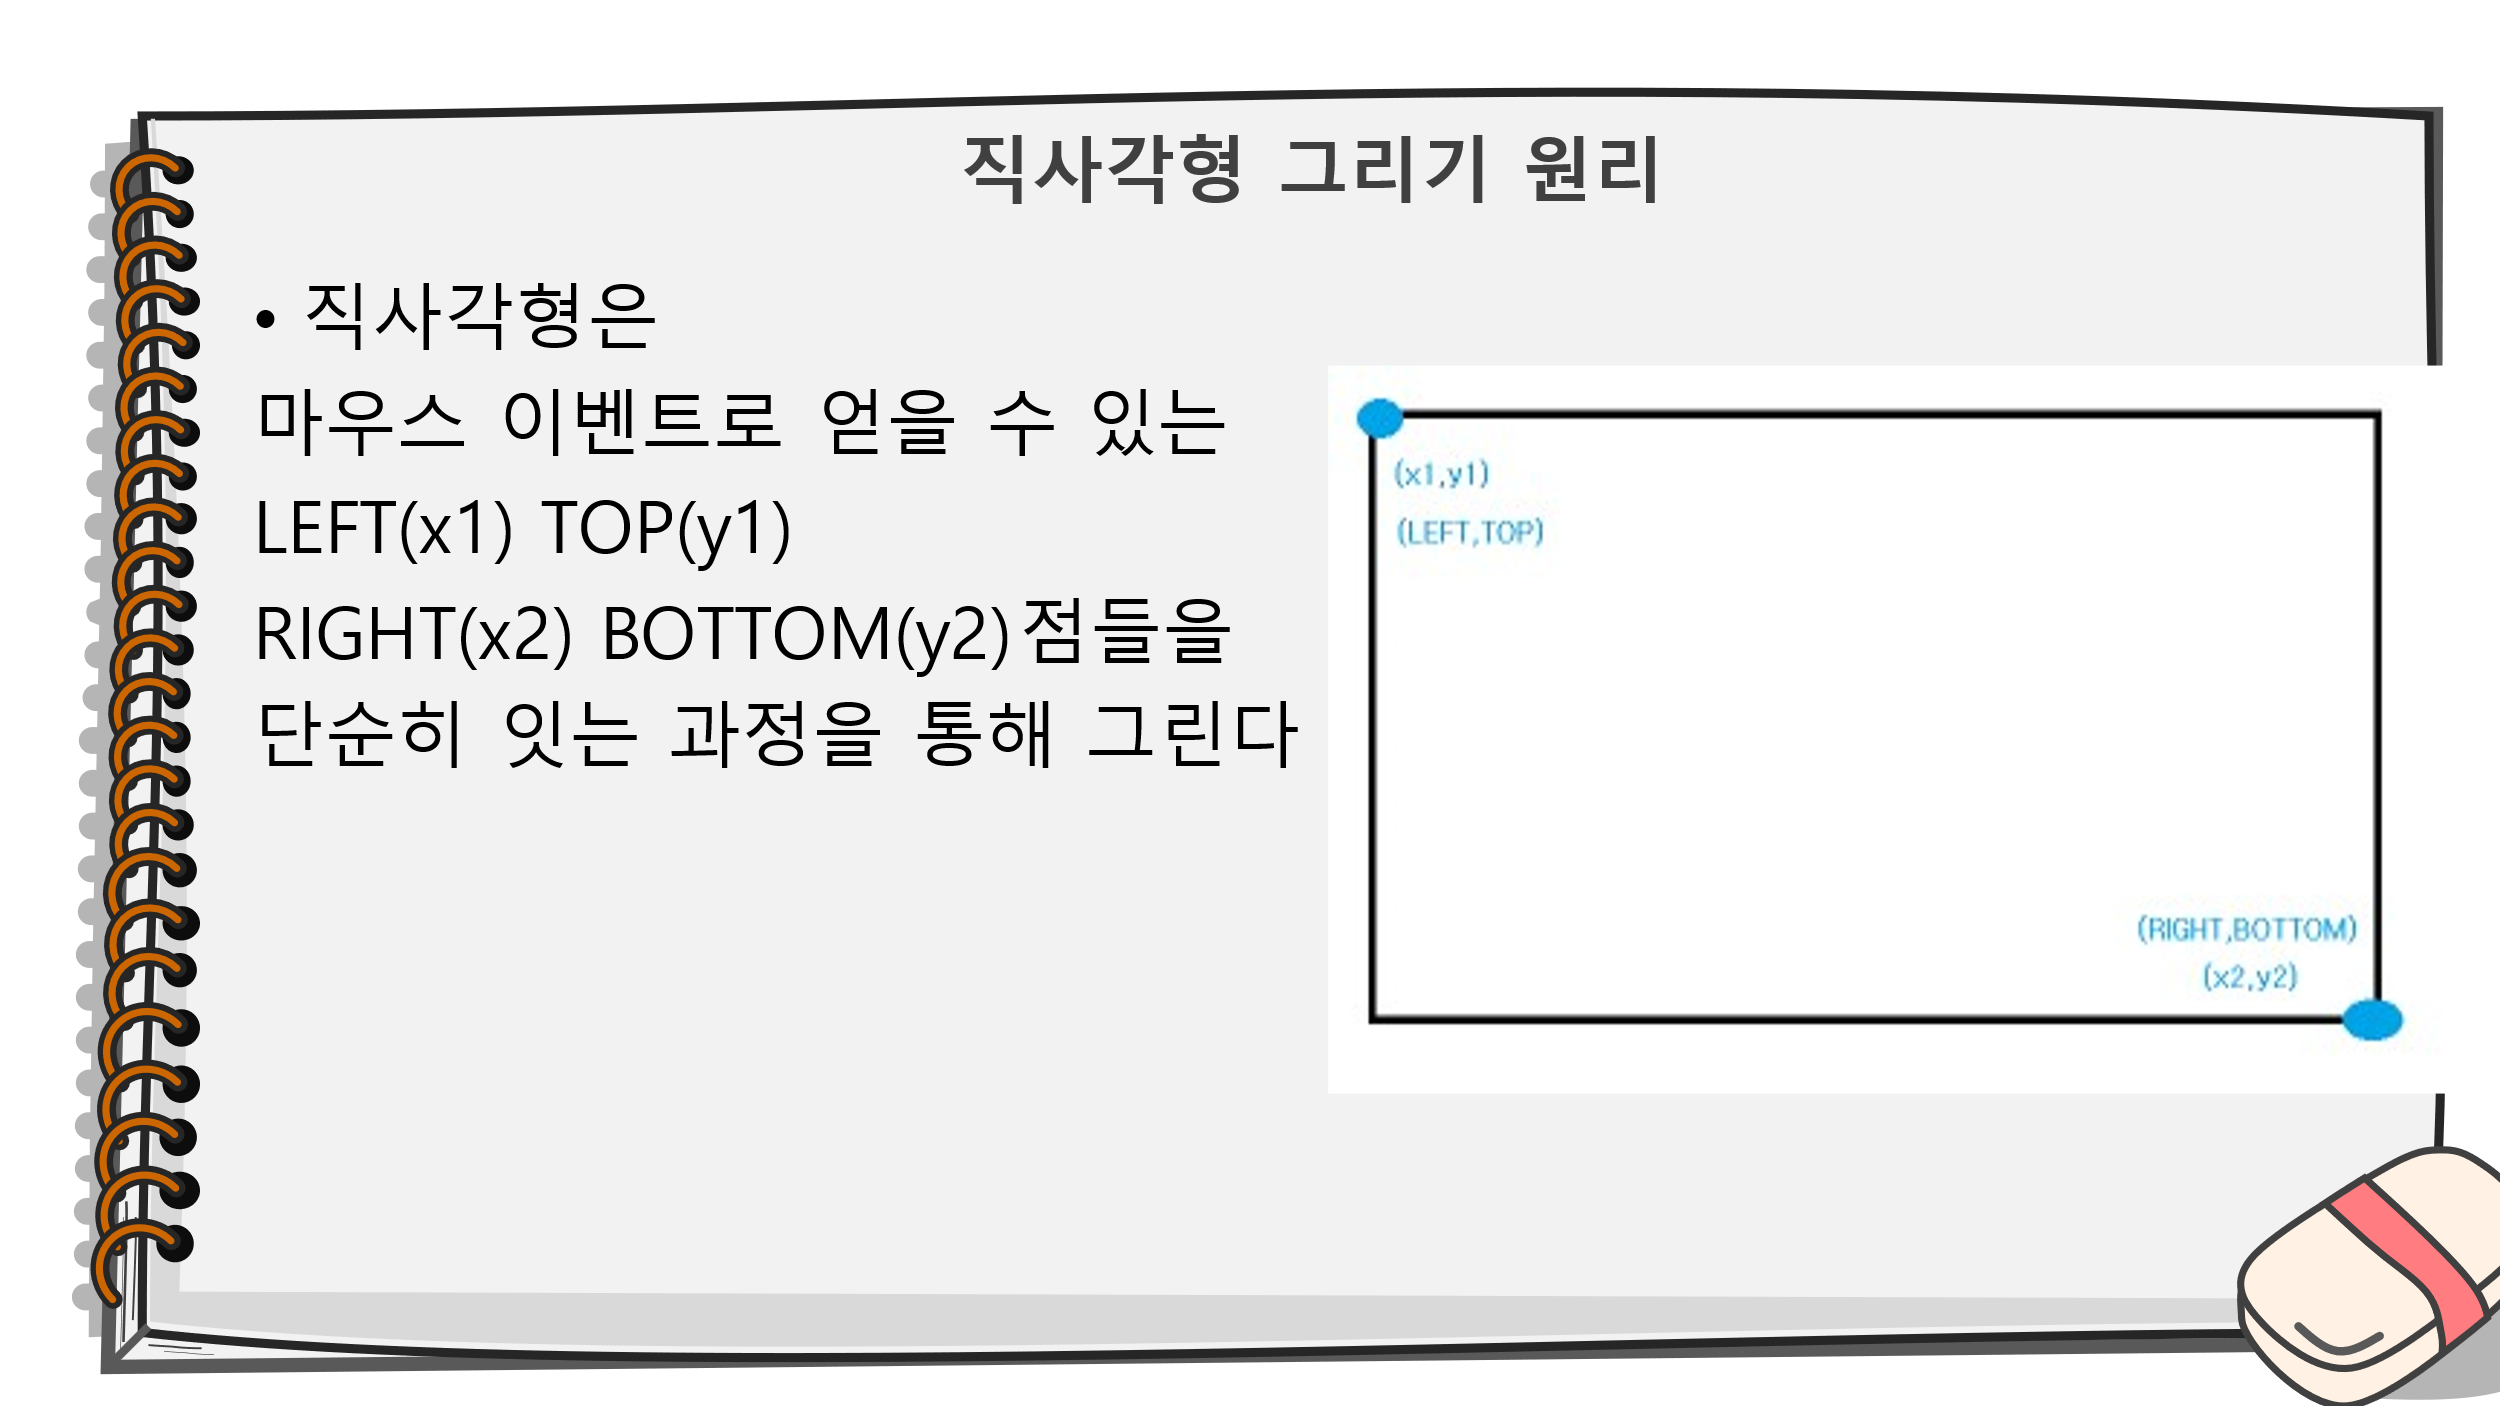 직사각형 그리기 원리
• 직사각형은
마우스 이벤트로 얻을 수 있는
LEFT(x1) TOP(y1)
RIGHT(x2) BOTTOM(y2)점들을
단순히 잇는 과정을 통해 그린다
(x1,y1)
(LEFT,TOP)
(RIGHT,BOTTOM)
(x2,y2)